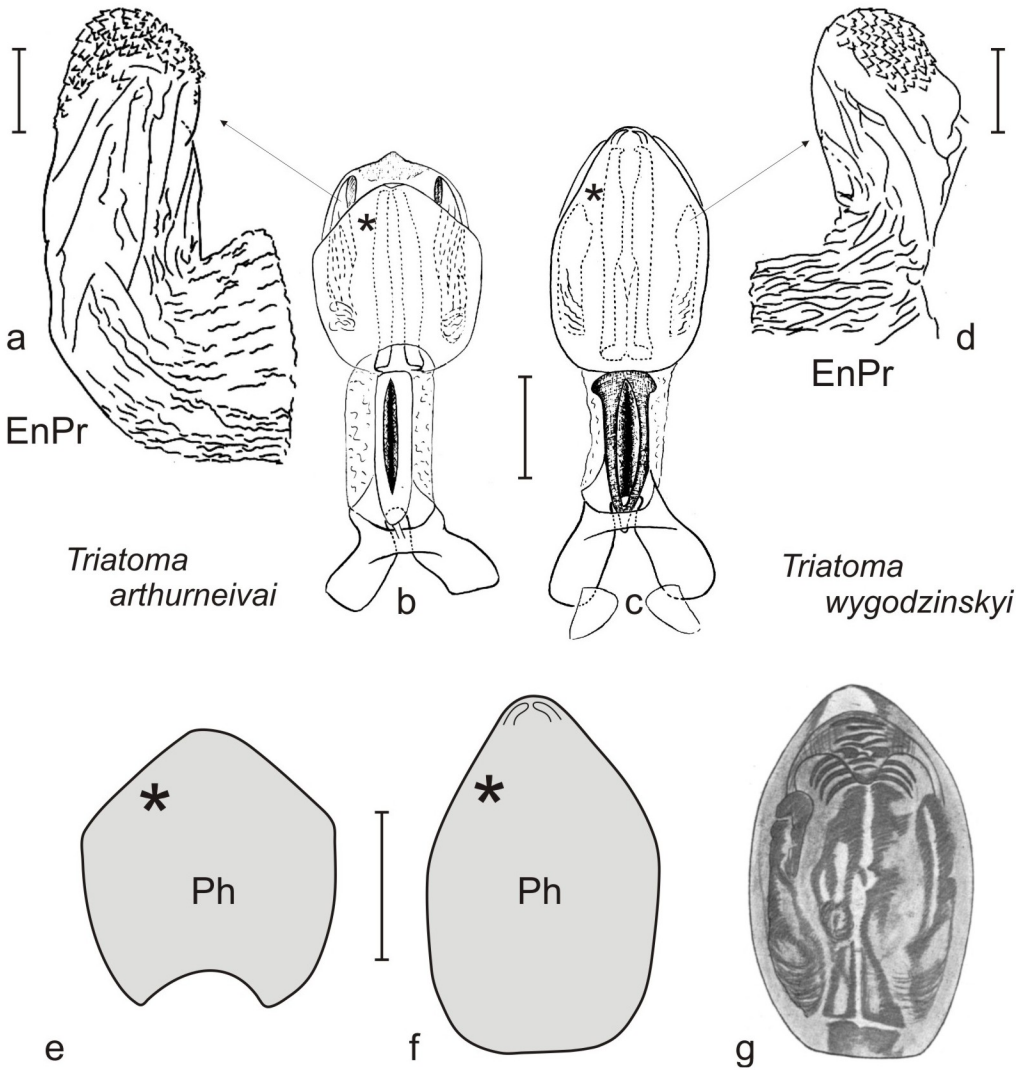 a
EnPr
*
*
EnPr
d
Triatoma
arthurneivai
b
c
Triatoma
wygodzinskyi
*
Ph
e
*
Ph
f
g